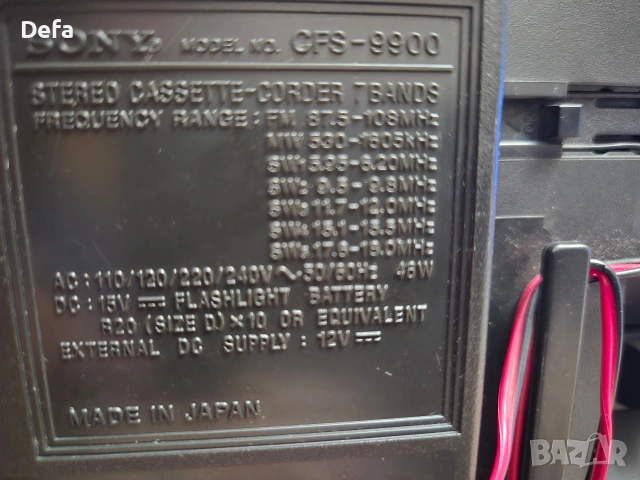 Defa
SONY® MODEL NO. CFS-9900
STEREO CASSETTE-CORDER 7BANDS
FREQUENCY RANGE: FM 87.5-108MHz
MW 530-1605kHz
SW1 5.95-6.20MHz
SW2 9.5-9.8MHz
SW3 11.7-12.0MHz
SW4 15.1-15.5MHz
SW5 17.6-18.0MHz
AC: 110/120/220/240V ~ 50/60Hz 46W
DC: 15V ⎓ FLASHLIGHT BATTERY
R20 (SIZE D) × 10 OR EQUIVALENT
EXTERNAL DC SUPPLY: 12V ⎓
MADE IN JAPAN
BAZAR